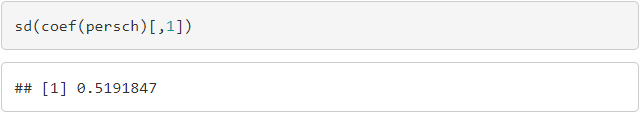 sd(coef(persch)[,1])
## [1] 0.5191847